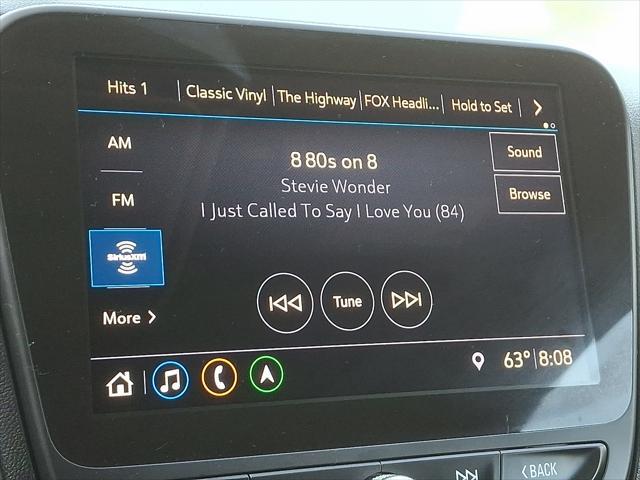 Hits 1 Classic Vinyl The Highway FOX Headli... Hold to Set
AM
8 80s on 8
Sound
Stevie Wonder
FM
I Just Called To Say I Love You (84)
Browse
SiriusXM
More
Tune
63° 8:08
BACK